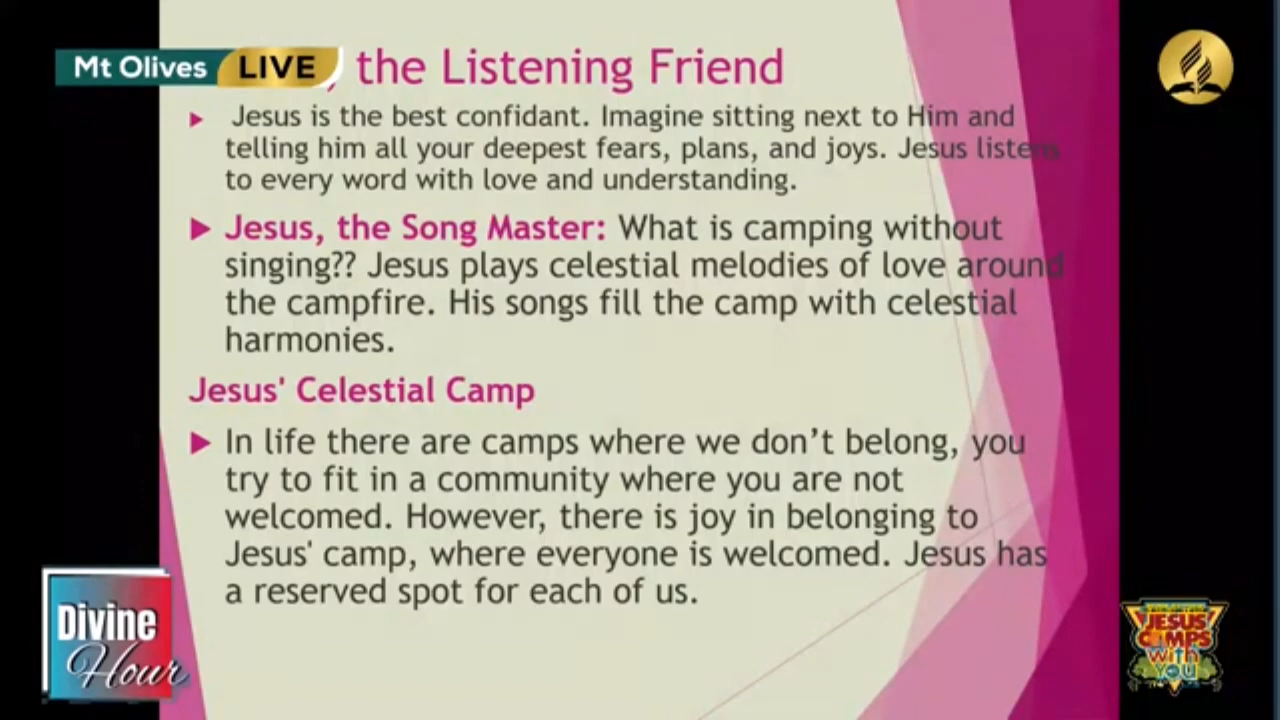 Mt Olives LIVE , the Listening Friend
Jesus is the best confidant. Imagine sitting next to Him and
telling him all your deepest fears, plans, and joys. Jesus listens
to every word with love and understanding.
Jesus, the Song Master: What is camping without
singing?? Jesus plays celestial melodies of love around
the campfire. His songs fill the camp with celestial
harmonies.
Jesus' Celestial Camp
In life there are camps where we don’t belong, you
try to fit in a community where you are not
welcomed. However, there is joy in belonging to
Jesus' camp, where everyone is welcomed. Jesus has
a reserved spot for each of us.
Divine
Hour
JESUS
CAMPS
with
YOU